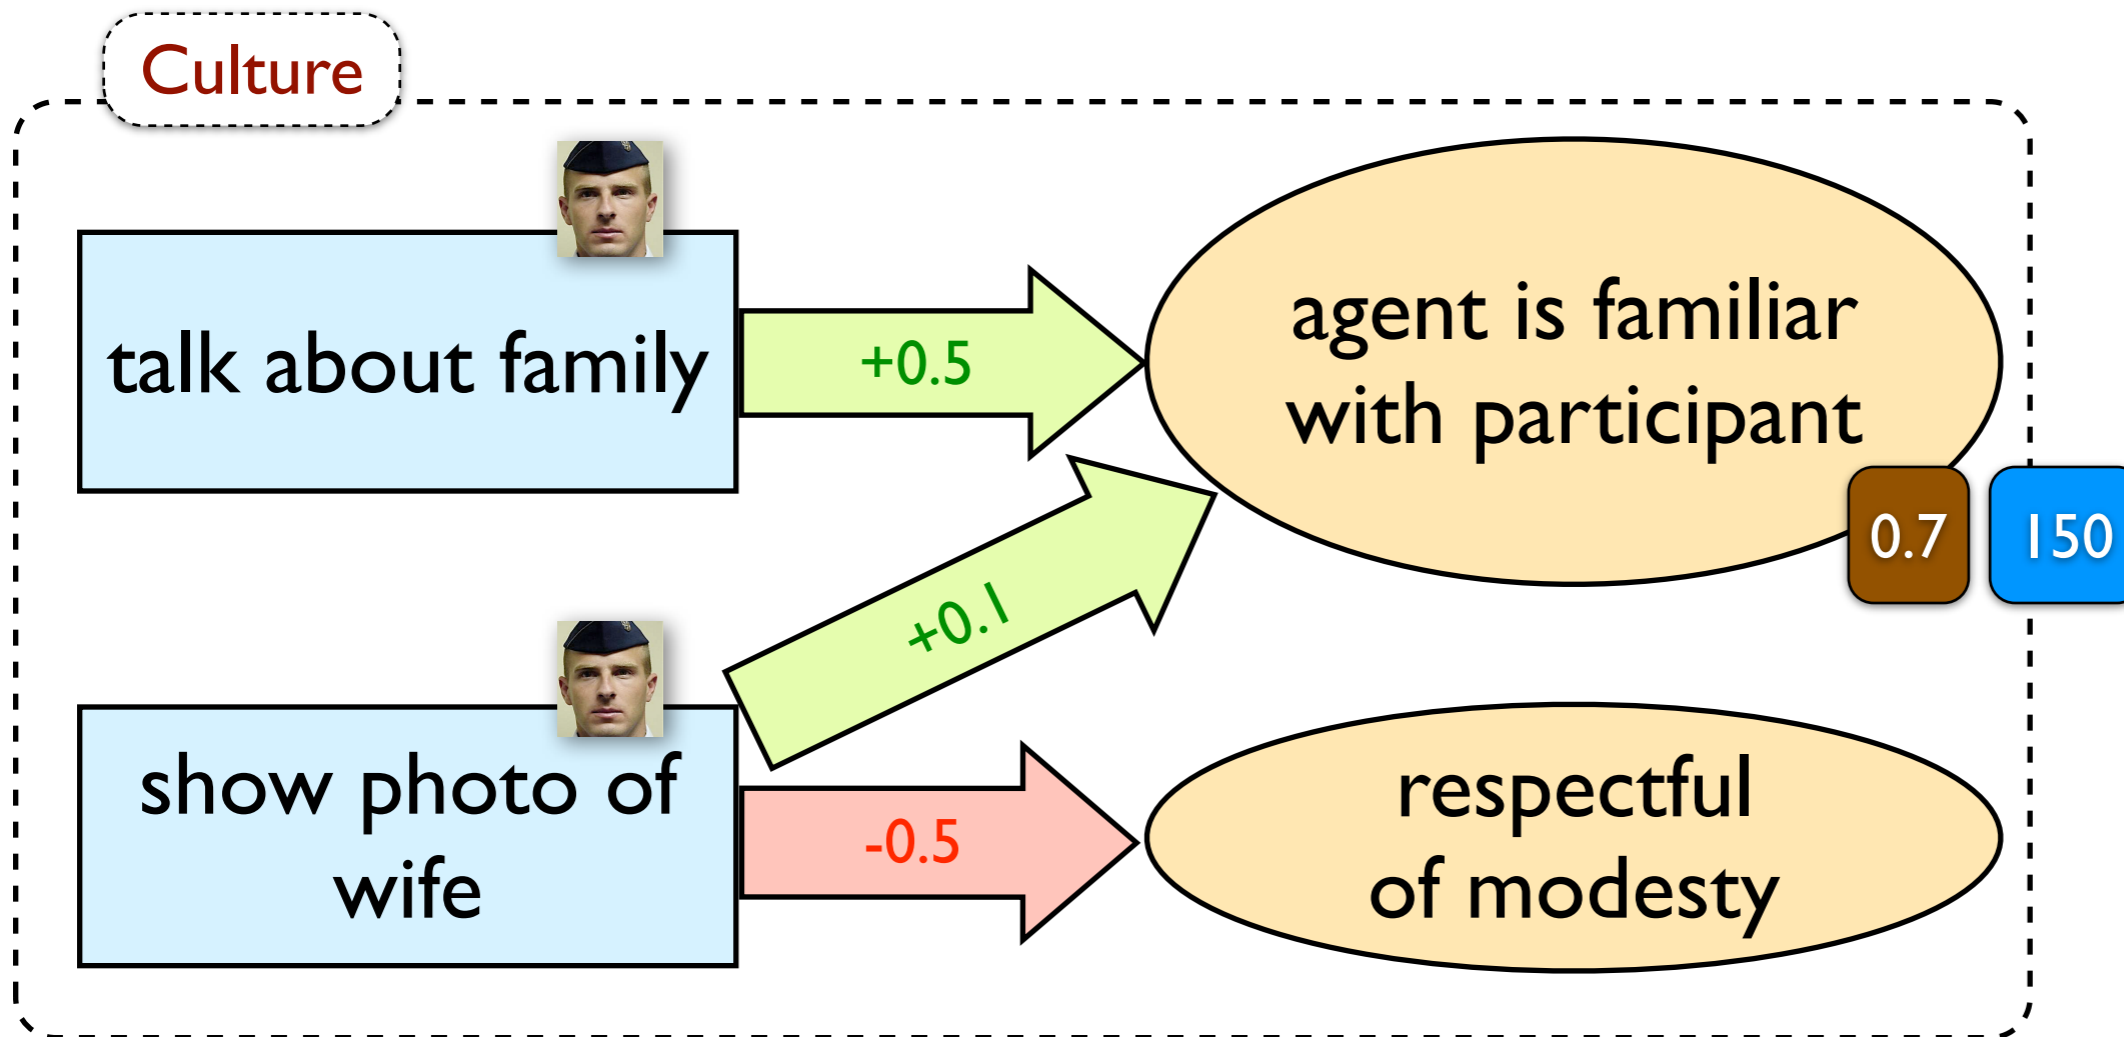 Culture
talk about family
+0.5
agent is familiar
with participant
0.7
150
+0.1
show photo of
wife
-0.5
respectful
of modesty